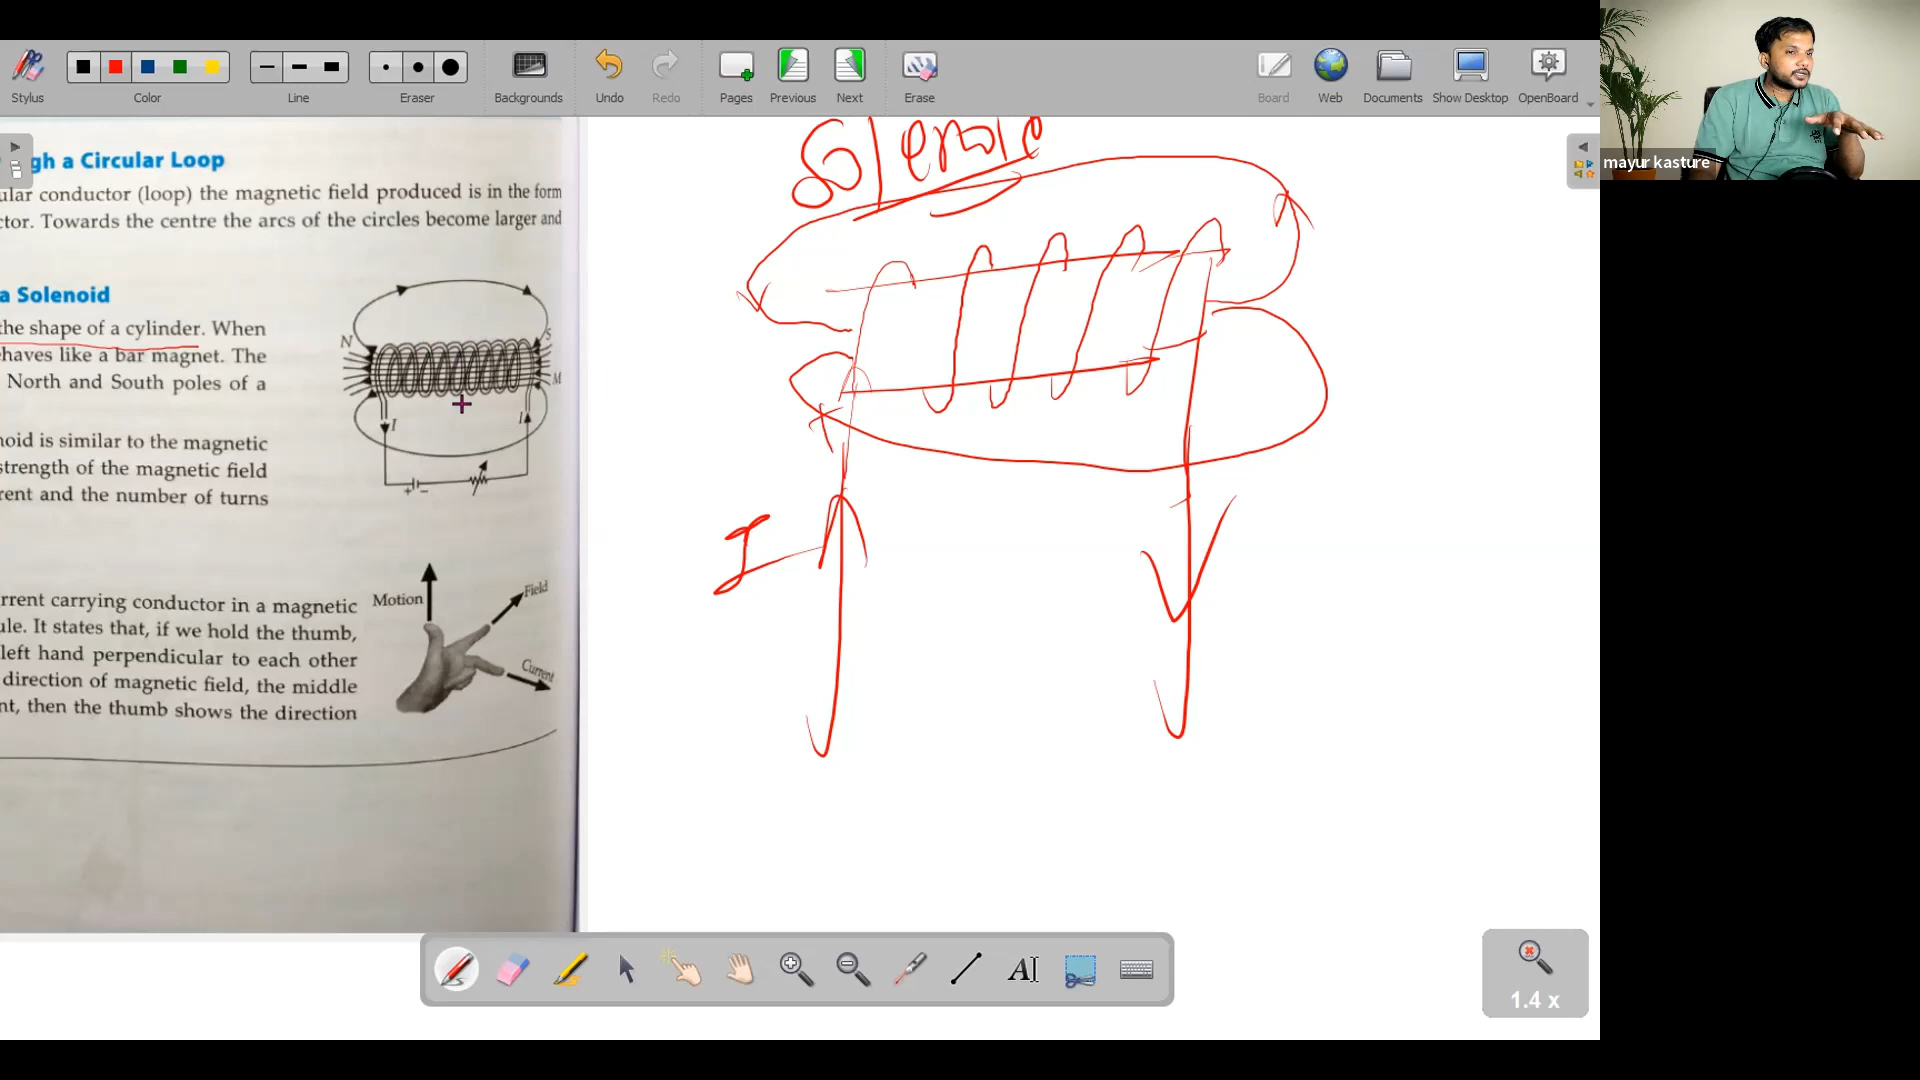 Stylus
Color
Line
Eraser
Backgrounds
Undo
Redo
Pages
Previous
Next
Erase
Board
Web
Documents
Show Desktop
OpenBoard
mayur kasture
gh a Circular Loop
ular conductor (loop) the magnetic field produced is in the form
ctor. Towards the centre the arcs of the circles become larger and
a Solenoid
the shape of a cylinder. When
haves like a bar magnet. The
North and South poles of a
noid is similar to the magnetic
strength of the magnetic field
rent and the number of turns
N
S
M
I
I
+ −
rrent carrying conductor in a magnetic
ule. It states that, if we hold the thumb,
left hand perpendicular to each other
direction of magnetic field, the middle
nt, then the thumb shows the direction
Motion
Field
Current
I
AI
1.4 x